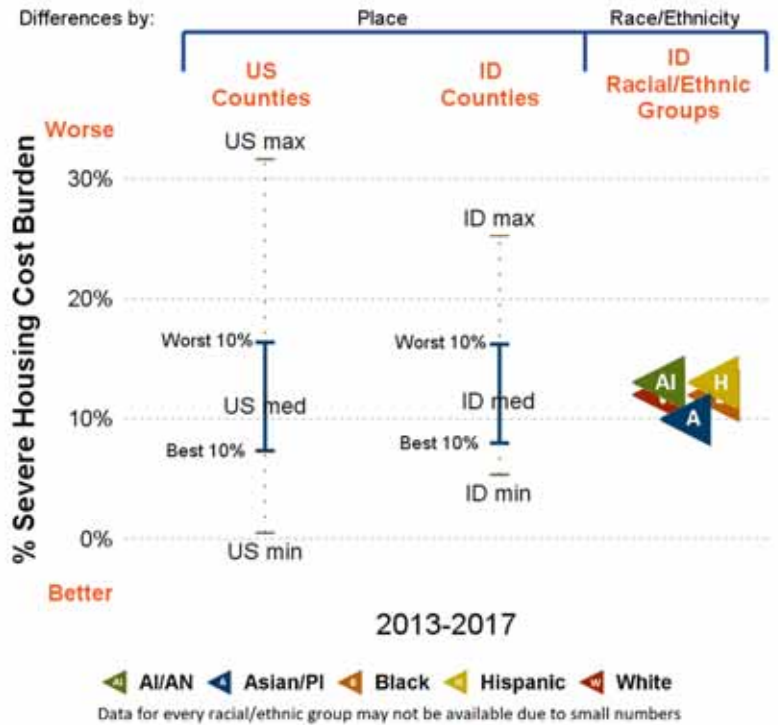 Differences by: Place Race/Ethnicity
US Counties
ID Counties
ID Racial/Ethnic Groups
% Severe Housing Cost Burden
Worse
US max
30%
ID max
20%
Worst 10%
Worst 10%
AI H
US med
ID med
10%
A
Best 10%
Best 10%
ID min
0%
US min
Better
2013-2017
AI/AN Asian/PI Black Hispanic White
Data for every racial/ethnic group may not be available due to small numbers